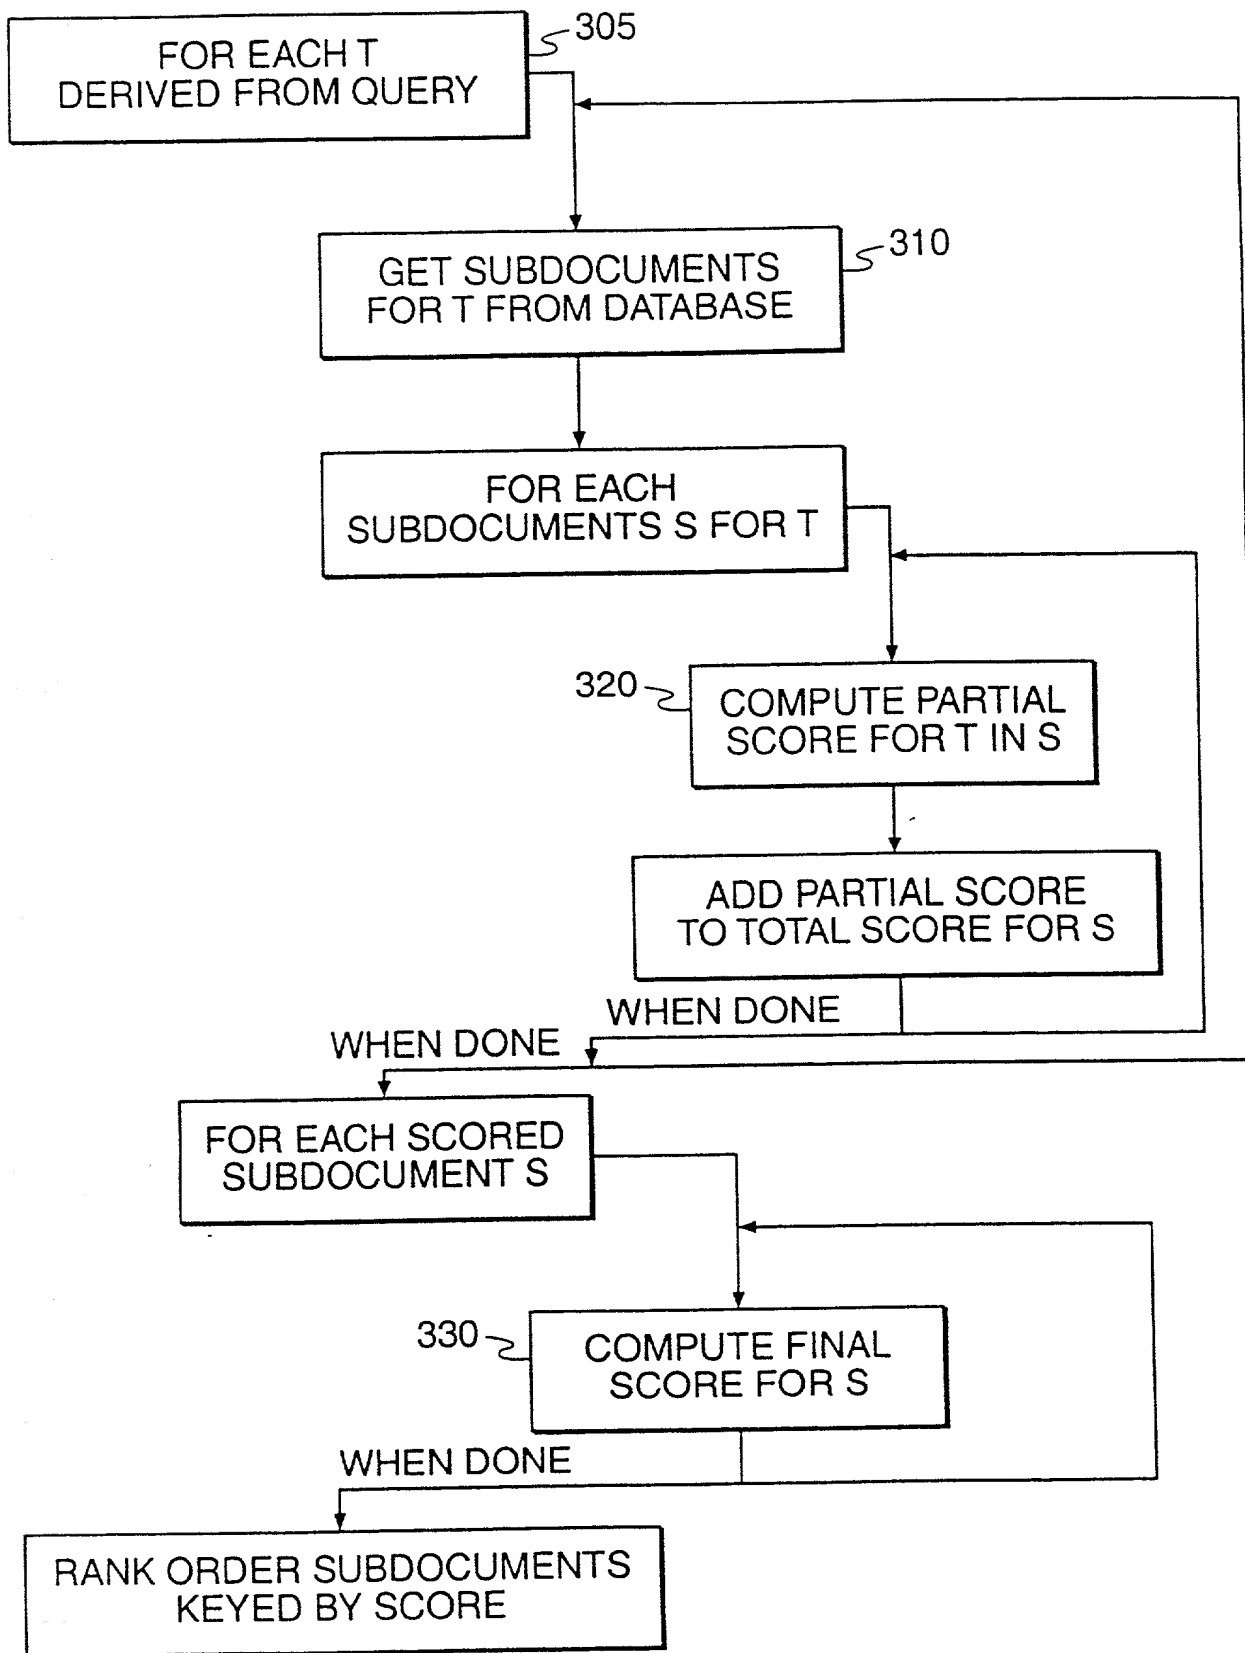 305
FOR EACH T
DERIVED FROM QUERY
310
GET SUBDOCUMENTS
FOR T FROM DATABASE
FOR EACH
SUBDOCUMENTS S FOR T
320
COMPUTE PARTIAL
SCORE FOR T IN S
ADD PARTIAL SCORE
TO TOTAL SCORE FOR S
WHEN DONE
WHEN DONE
FOR EACH SCORED
SUBDOCUMENT S
330
COMPUTE FINAL
SCORE FOR S
WHEN DONE
RANK ORDER SUBDOCUMENTS
KEYED BY SCORE